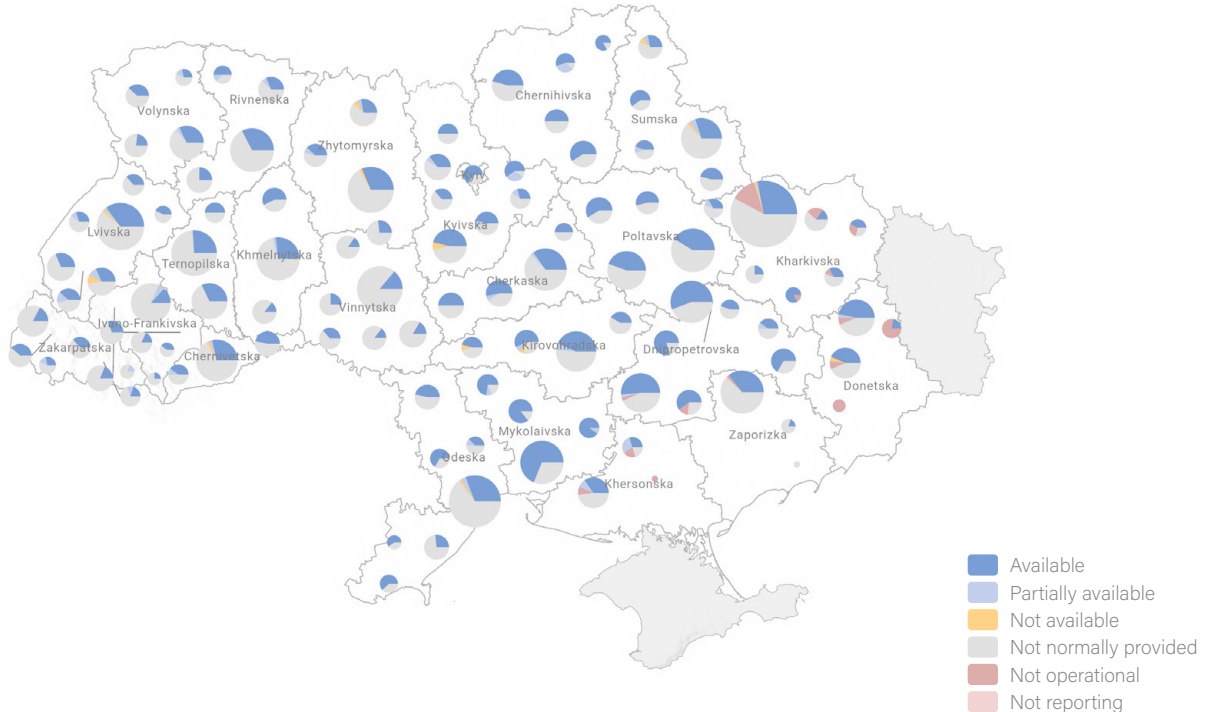 Chernihivska
Rivnenska
Volynska
Sumska
Zhytomyrska
Kyiv
Kyivska
Lvivska
Poltavska
Khmelnytska
Ternopilska
Kharkivska
Cherkaska
Vinnytska
Ivano-Frankivska
Zakarpatska
Chernivetska
Kirovohradska
Dnipropetrovska
Donetska
Mykolaivska
Zaporizka
Odeska
Khersonska
Available
Partially available
Not available
Not normally provided
Not operational
Not reporting